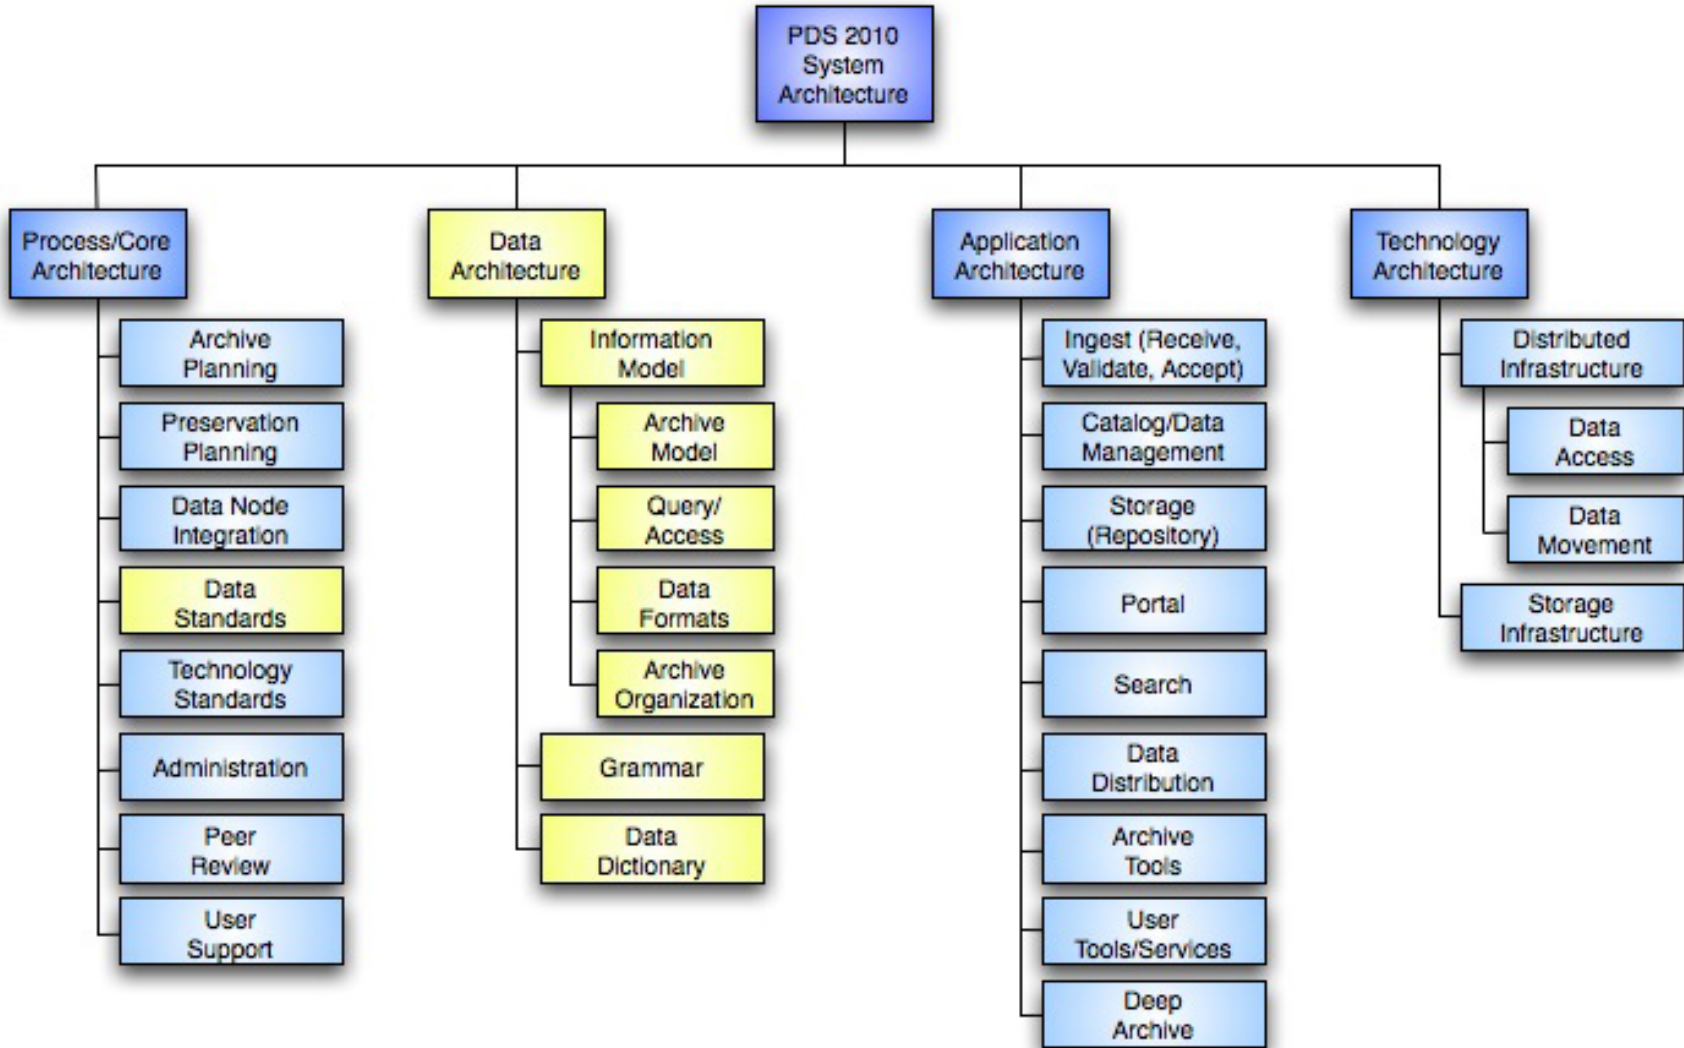 PDS 2010
System
Architecture
Process/Core
Architecture
Archive
Planning
Preservation
Planning
Data Node
Integration
Data
Standards
Technology
Standards
Administration
Peer
Review
User
Support
Data
Architecture
Information
Model
Archive
Model
Query/
Access
Data
Formats
Archive
Organization
Grammar
Data
Dictionary
Application
Architecture
Ingest (Receive,
Validate, Accept)
Catalog/Data
Management
Storage
(Repository)
Portal
Search
Data
Distribution
Archive
Tools
User
Tools/Services
Deep
Archive
Technology
Architecture
Distributed
Infrastructure
Data
Access
Data
Movement
Storage
Infrastructure